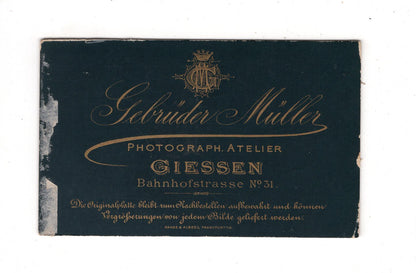 GM
Gebrüder Müller
PHOTOGRAPH. ATELIER
GIESSEN
Bahnhofstrasse Nº 31.
Die Originalplatte bleibt zum Nachbestellen aufbewahrt und können
Vergrößerungen von jedem Bilde geliefert werden.